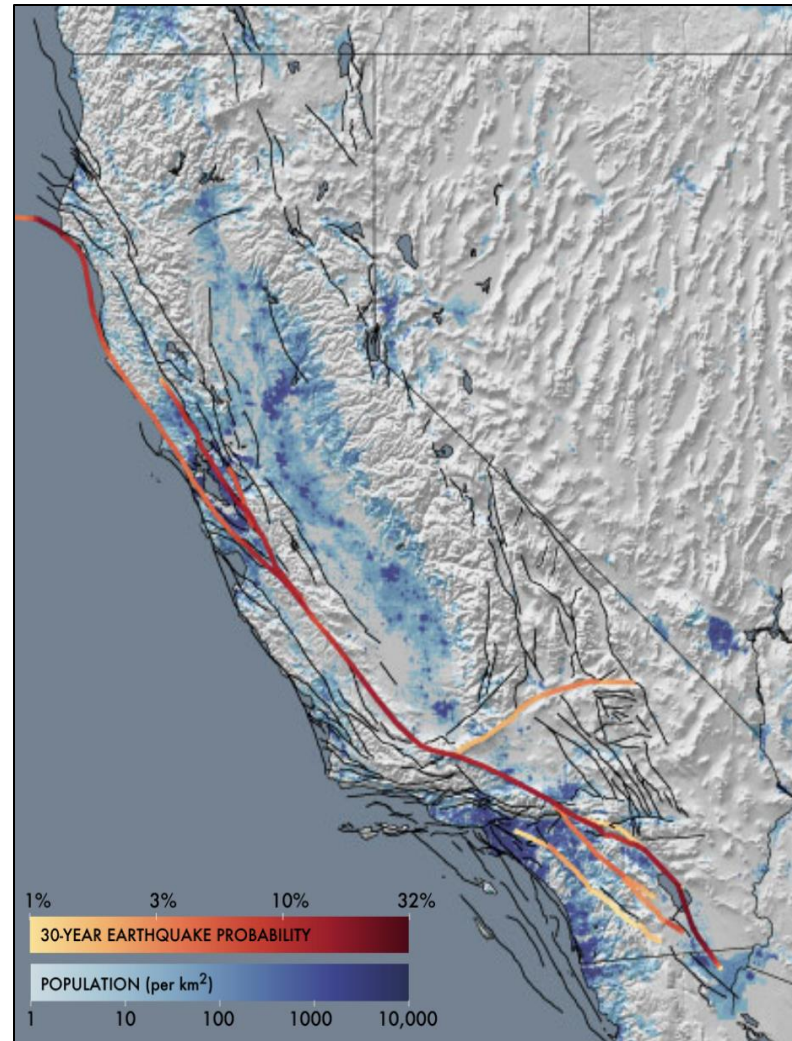 1% 3% 10% 32%
30-YEAR EARTHQUAKE PROBABILITY
POPULATION (per km²)
1 10 100 1000 10,000